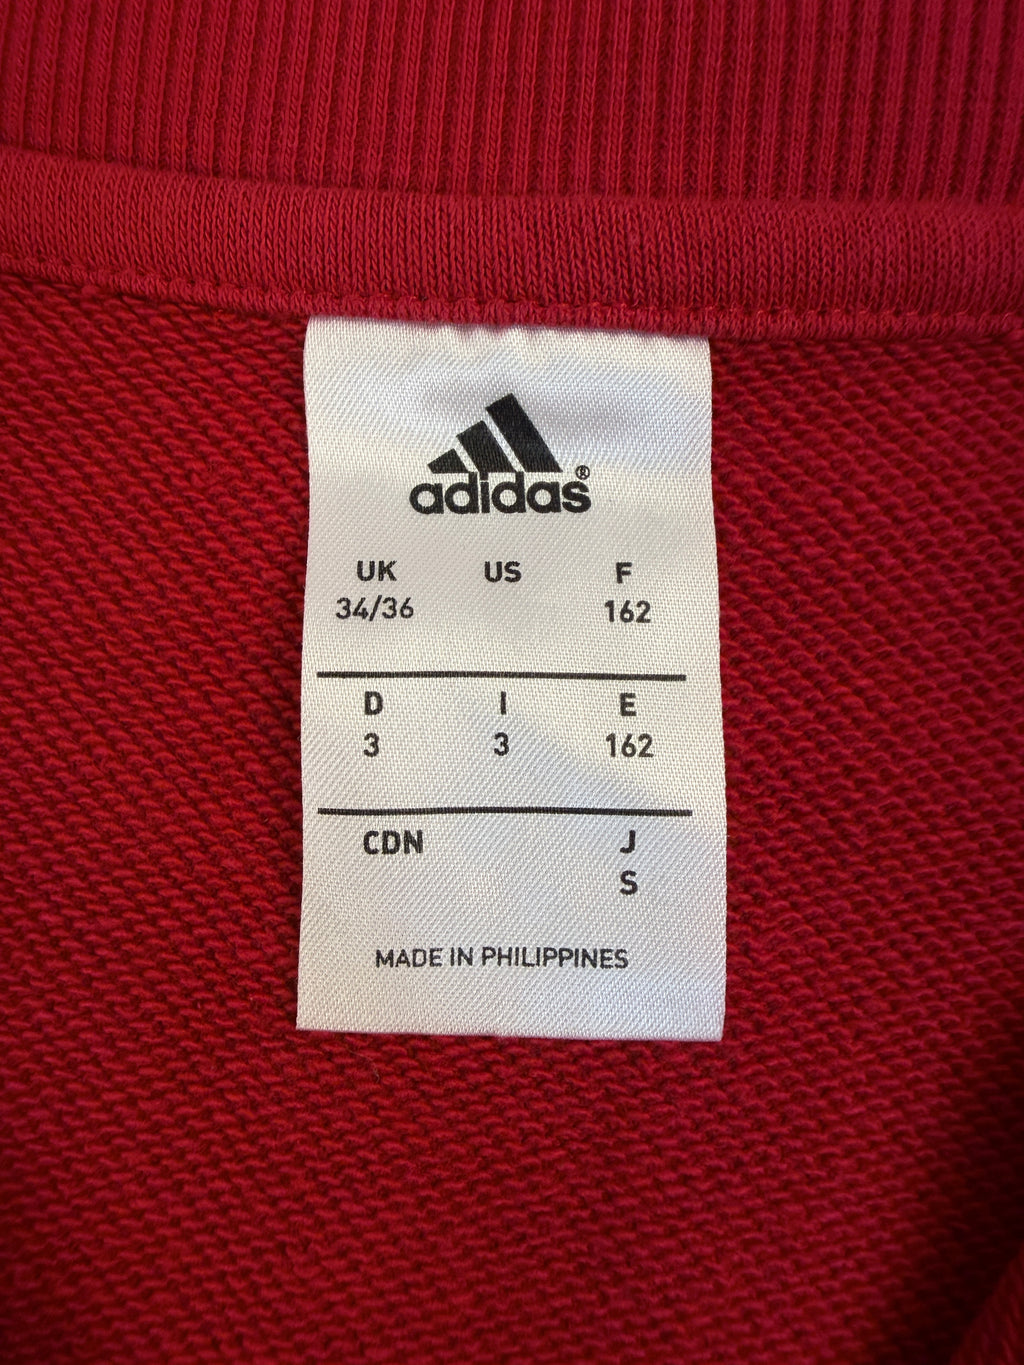 adidas®
UK US F
34/36 162
D I E
3 3 162
CDN J
S
MADE IN PHILIPPINES